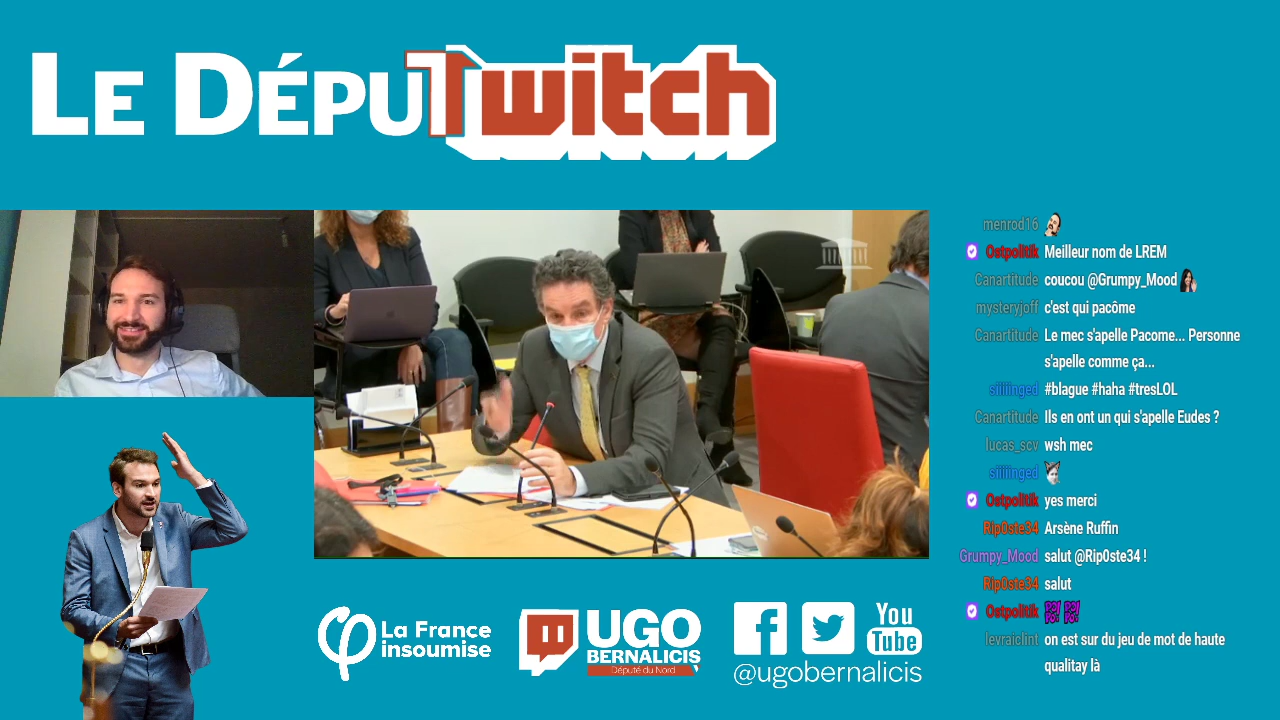 LE DÉPUTwitch
menrod16
Ostpolitik Meilleur nom de LREM
Canartitude coucou @Grumpy_Mood
mysteryjoff c'est qui pacôme
Canartitude Le mec s'apelle Pacome... Personne
s'apelle comme ça...
siiiiinged #blague #haha #tresLOL
Canartitude Ils en ont un qui s'apelle Eudes ?
lucas_scv wsh mec
siiiiinged
Ostpolitik yes merci
Rip0ste34 Arsène Ruffin
Grumpy_Mood salut @Rip0ste34 !
Rip0ste34 salut
Ostpolitik
levraiclint on est sur du jeu de mot de haute
qualitay là
La France
insoumise
UGO
BERNALICIS
Député du Nord
You
Tube
@ugobernalicis